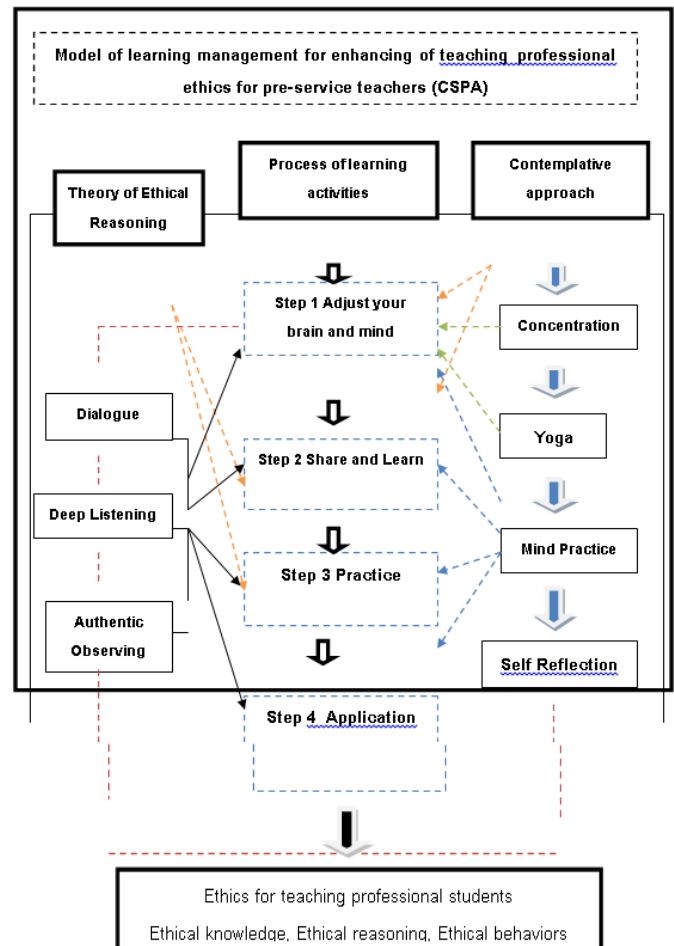 Model of learning management for enhancing of teaching professional
ethics for pre-service teachers (CSPA)
Theory of Ethical
Reasoning
Process of learning
activities
Contemplative
approach
Step 1 Adjust your
brain and mind
Concentration
Dialogue
Yoga
Step 2 Share and Learn
Deep Listening
Mind Practice
Step 3 Practice
Authentic
Observing
Self Reflection
Step 4 Application
Ethics for teaching professional students
Ethical knowledge, Ethical reasoning, Ethical behaviors